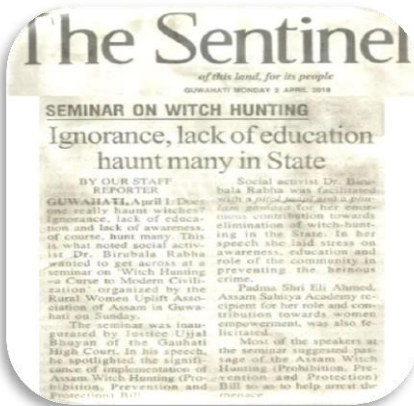 The Sentinel
of this land, for its people
GUWAHATI MONDAY 2 APRIL 2018
SEMINAR ON WITCH HUNTING
Ignorance, lack of education
haunt many in State
BY OUR STAFF
REPORTER
GUWAHATI, April 1: Does
one really haunt witches?
Ignorance, lack of educa-
tion and lack of awareness,
of course, hunt many. This
is what noted social activ-
ist Dr. Birubala Rabha
wanted to get across at a
seminar on 'Witch Hunting
–a Curse to Modern Civili-
zation' organized by the
Rural Women Uplift Asso-
ciation of Assam in Guwa-
hati on Sunday.
The seminar was inau-
gurated by Justice Ujjal
Bhuyan of the Gauhati
High Court. In his speech,
he spotlighted the signifi-
cance of implementation of
Assam Witch Hunting (Pro-
hibition, Prevention and
Protection) Bill
Social activist Dr. Biru-
bala Rabha was facilitated
with a
for her enor-
mous contribution towards
elimination of witch-hunt-
ing in the State. In her
speech she laid stress on
awareness, education and
role of the community in
preventing the heinous
crime.
Padma Shri Eli Ahmed,
Assam Sahitya Academy re-
cipient for her role and con-
tribution towards women
empowerment, was also fe-
licitated.
Most of the speakers at
the seminar suggested pas-
sage of the Assam Witch
Hunting (Prohibition, Pre-
vention and Protection)
Bill so as to help arrest the
menace